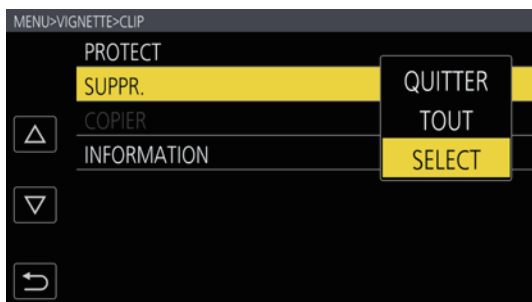 MENU>VIGNETTE>CLIP
PROTECT
SUPPR.
COPIER
INFORMATION
QUITTER
TOUT
SELECT